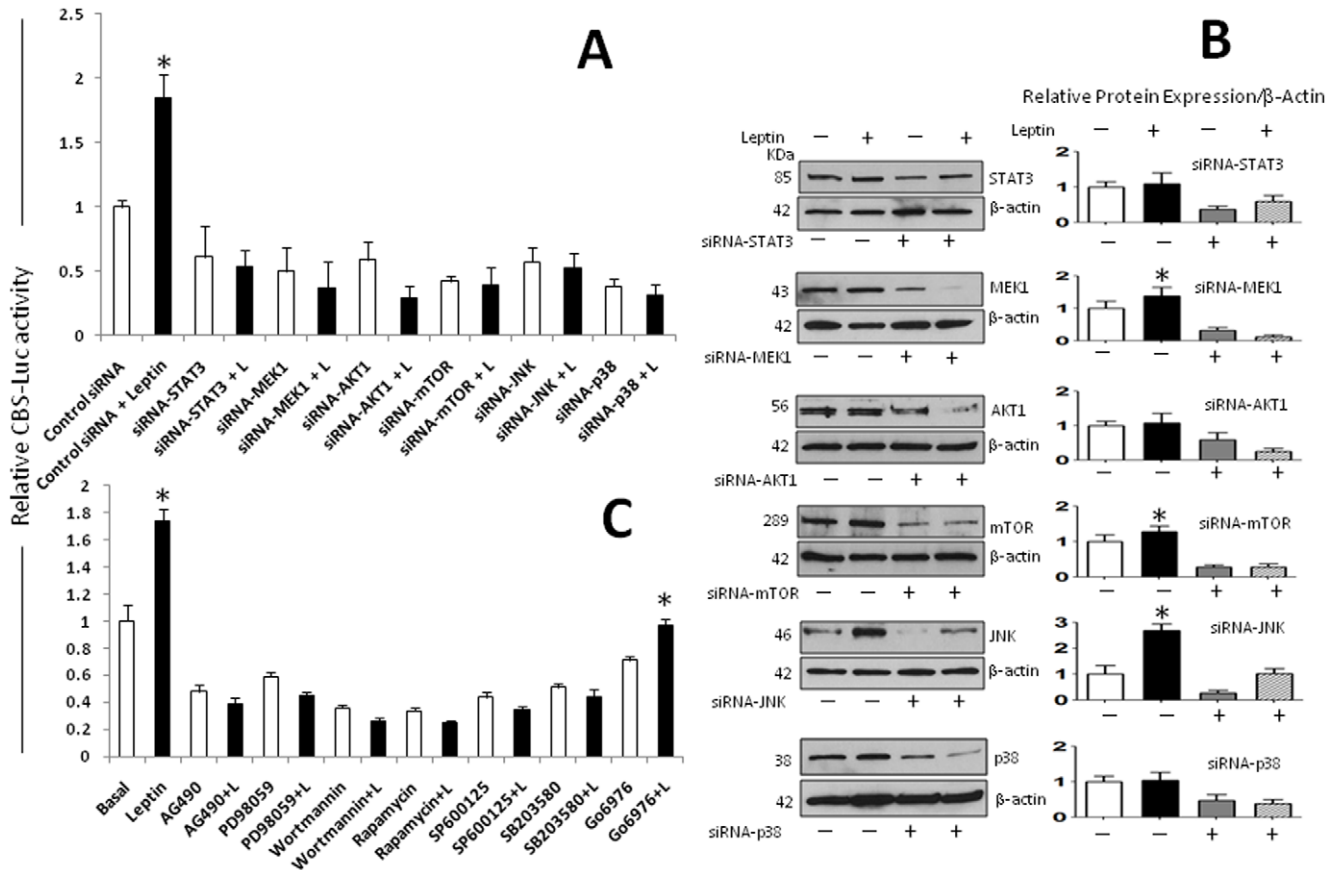 Relative CBS-Luc activity
A
2.5
2
1.5
1
0.5
0
*
Control siRNA
Control siRNA + Leptin
siRNA-STAT3
siRNA-STAT3 + L
siRNA-MEK1
siRNA-MEK1 + L
siRNA-AKT1
siRNA-AKT1 + L
siRNA-mTOR
siRNA-mTOR + L
siRNA-JNK
siRNA-JNK + L
siRNA-p38
siRNA-p38 + L
C
2
1.8
1.6
1.4
1.2
1
0.8
0.6
0.4
0.2
0
*
*
Basal
Leptin
AG490
AG490+L
PD98059
PD98059+L
Wortmannin
Wortmannin+L
Rapamycin
Rapamycin+L
SP600125
SP600125+L
SB203580
SB203580+L
Go6976
Go6976+L
B
Relative Protein Expression/β-Actin
Leptin − + − +
KDa
85 STAT3
42 β-actin
siRNA-STAT3 − − + +
43 MEK1
42 β-actin
siRNA-MEK1 − − + +
56 AKT1
42 β-actin
siRNA-AKT1 − − + +
289 mTOR
42 β-actin
siRNA-mTOR − − + +
46 JNK
42 β-actin
siRNA-JNK − − + +
38 p38
42 β-actin
siRNA-p38 − − + +
Leptin − + − +
siRNA-STAT3
2
1
0
− − + +
siRNA-MEK1
*
2
1
0
− − + +
siRNA-AKT1
2
1
0
− − + +
siRNA-mTOR
*
2
1
0
− − + +
siRNA-JNK
*
3
2
1
0
− − + +
siRNA-p38
2
1
0
− − + +